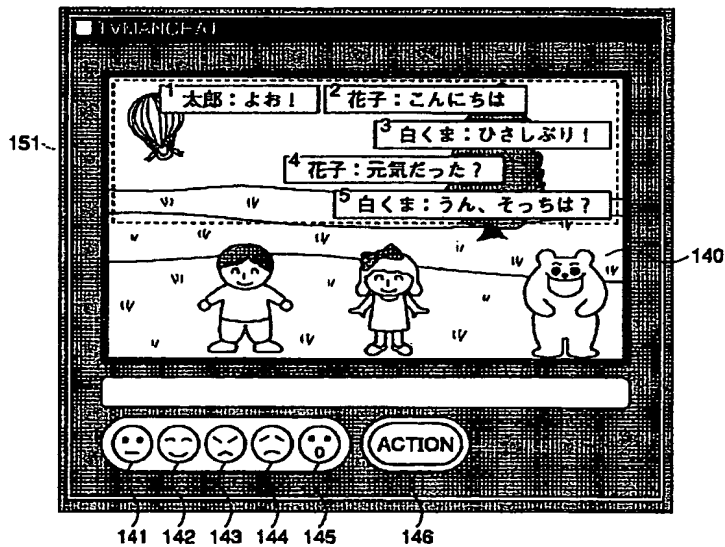 TVMANCHAT
1 太郎：よお！
2 花子：こんにちは
3 白くま：ひさしぶり！
151
4 花子：元気だった？
5 白くま：うん、そっちは？
140
ACTION
141 142 143 144 145 146